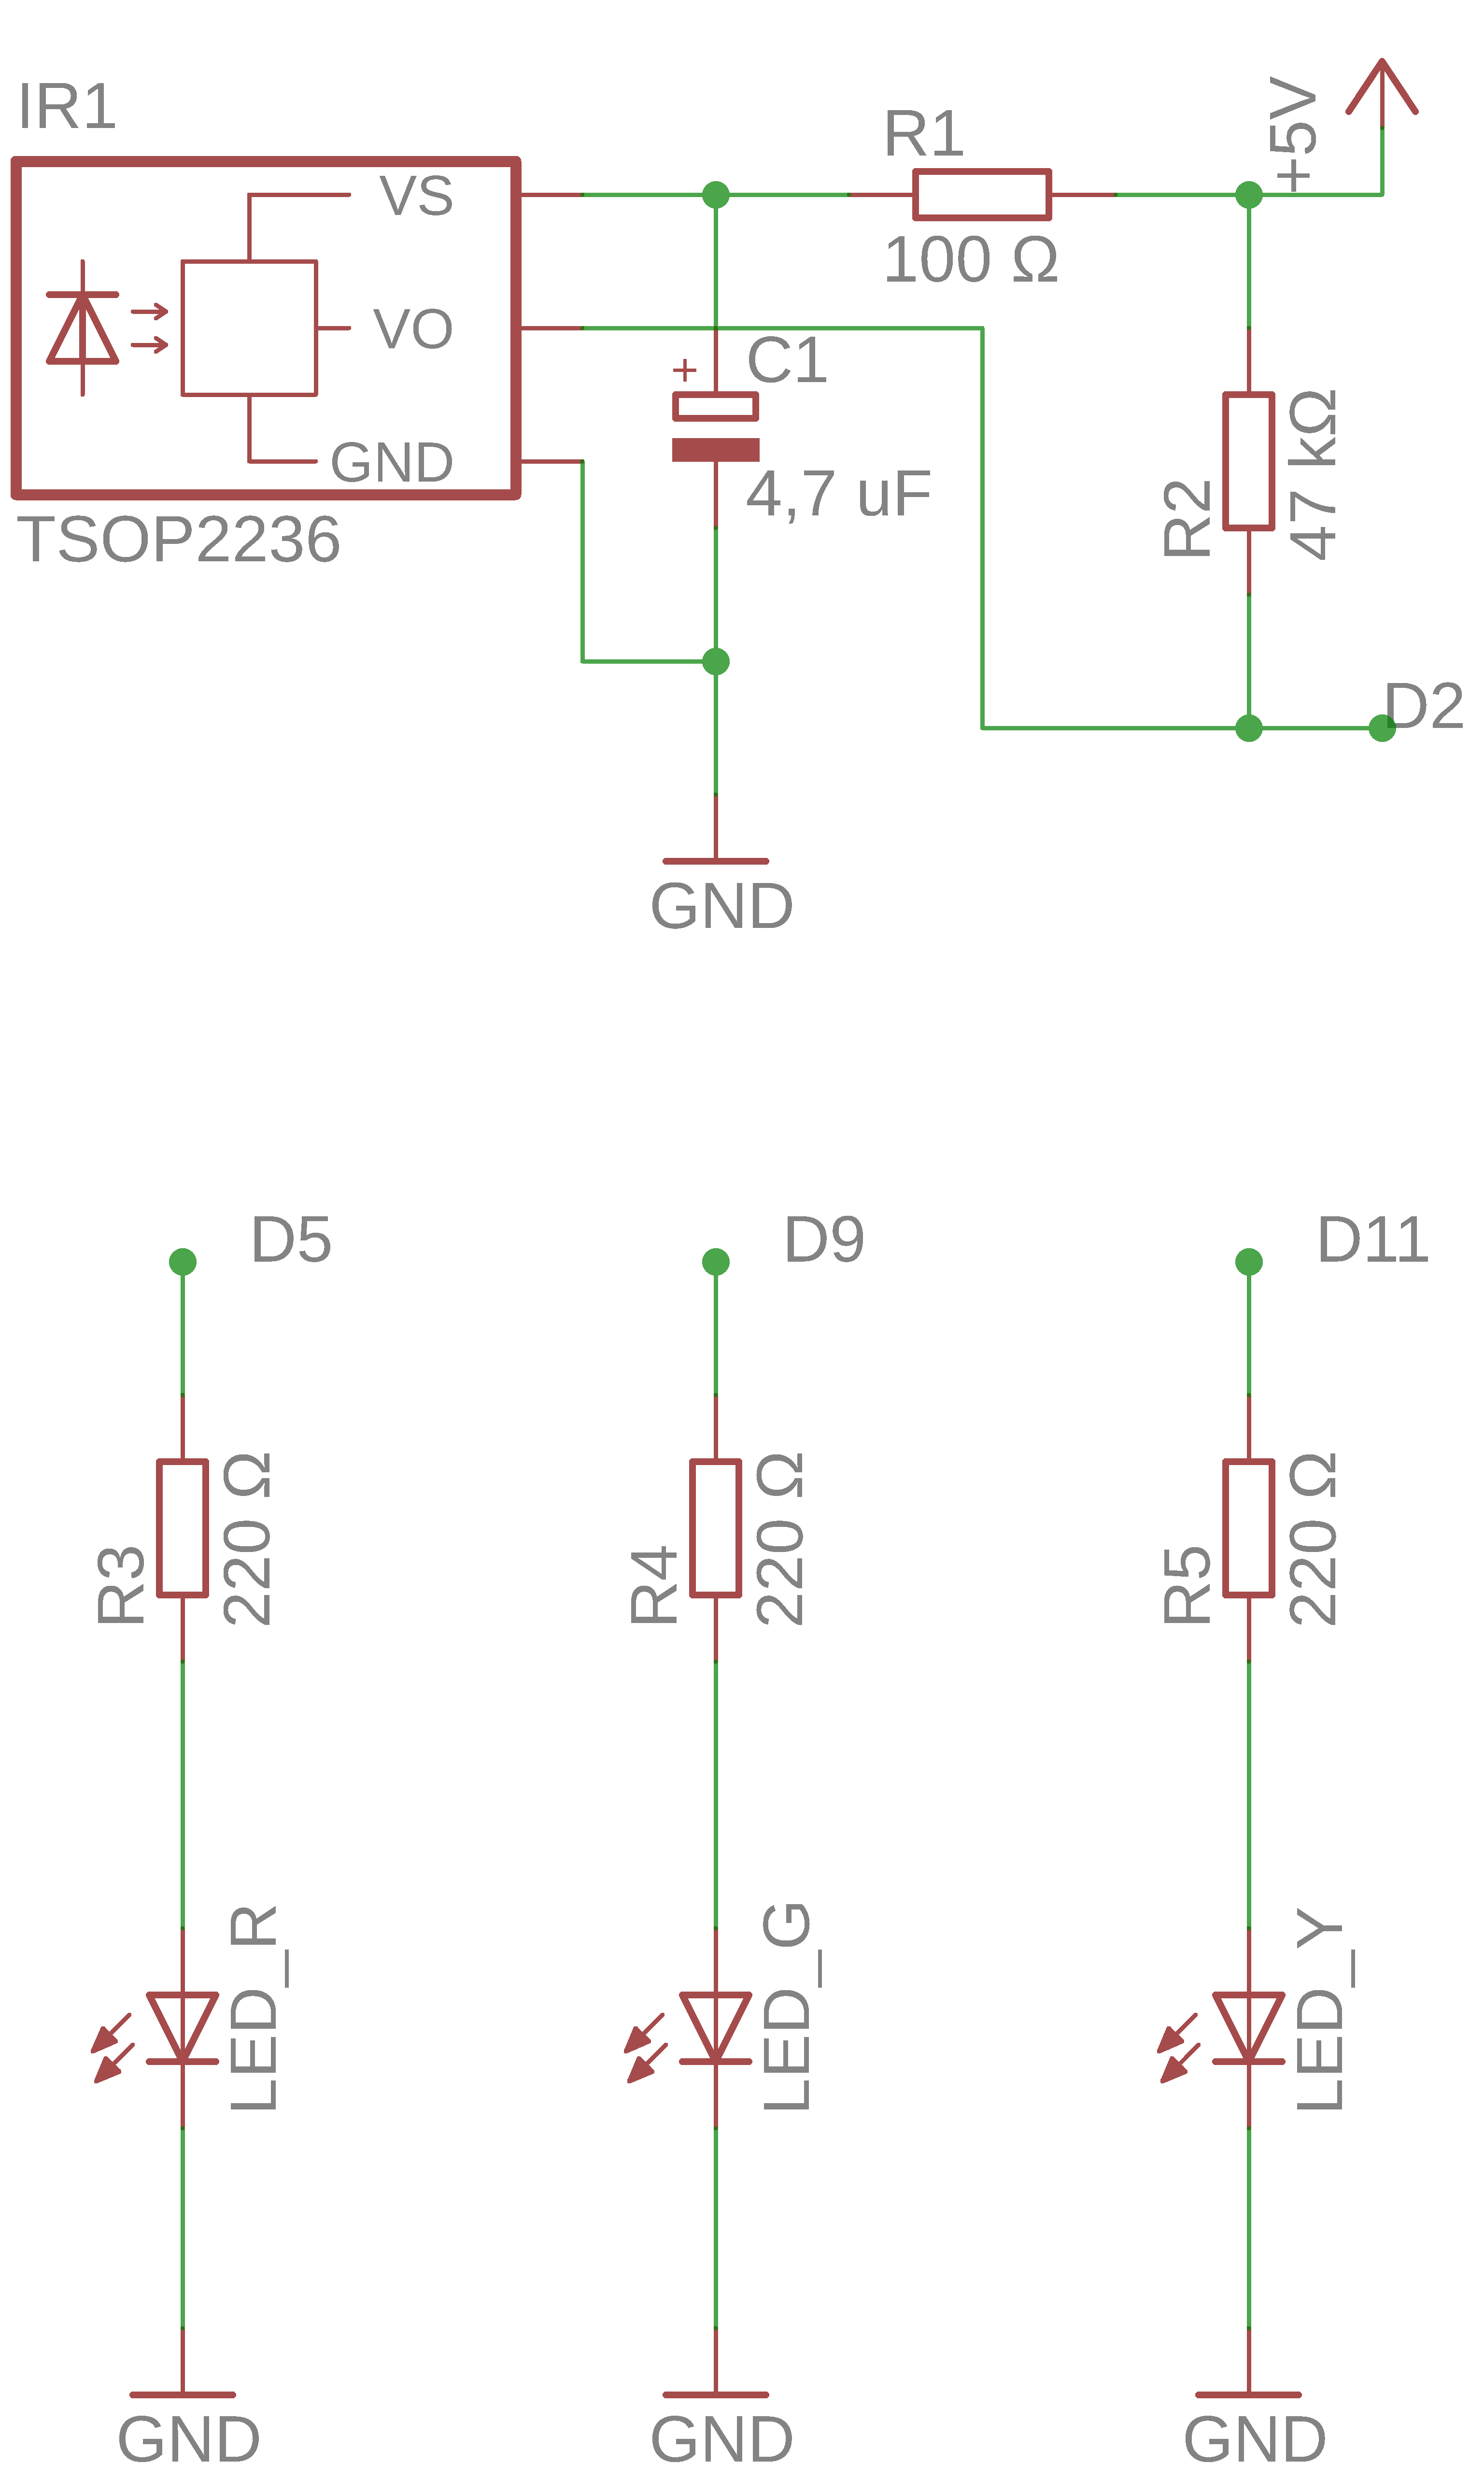 IR1
VS
VO
GND
TSOP2236
R1
100 Ω
+5V
+
C1
4,7 uF
R2
47 kΩ
D2
GND
D5
D9
D11
R3
220 Ω
R4
220 Ω
R5
220 Ω
LED_R
LED_G
LED_Y
GND
GND
GND